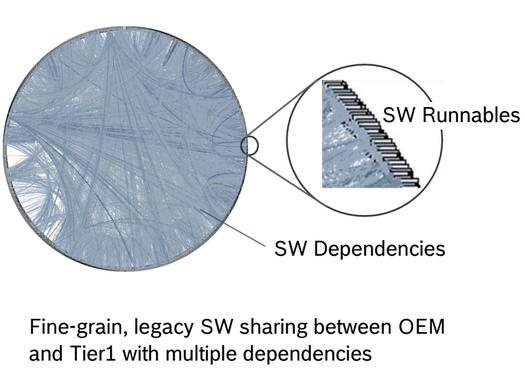 SW Runnables
SW Dependencies
Fine-grain, legacy SW sharing between OEM
and Tier1 with multiple dependencies